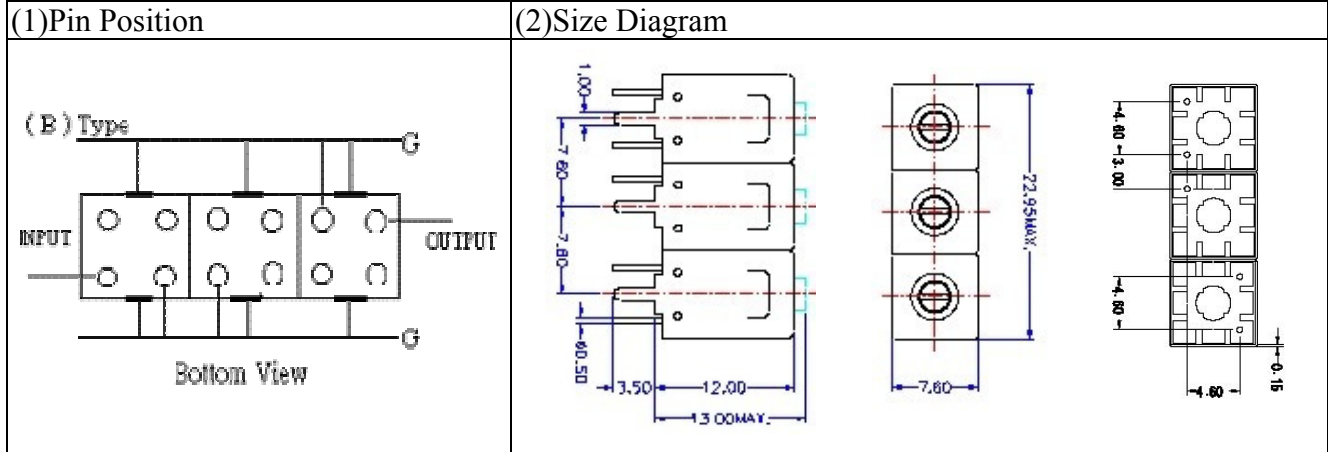 (1)Pin Position
(2)Size Diagram
(B)Type
G
INPUT
OUTPUT
G
Bottom View
1.00
7.60
7.60
ø0.50
3.50
12.00
13.00MAX.
22.95MAX.
7.60
4.60
3.00
4.60
4.60
0.15